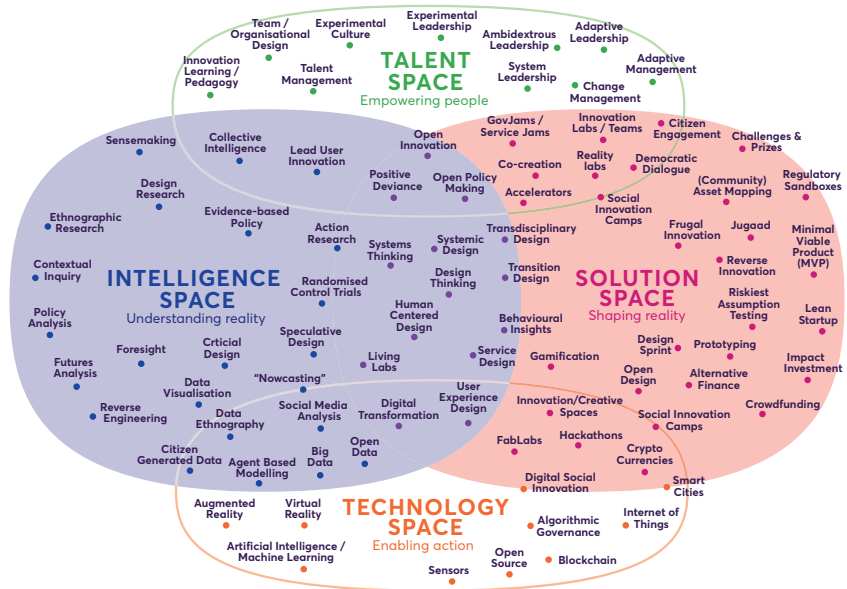 Experimental
Leadership
Team /
Organisational
Design
Experimental
Culture
Ambidextrous
Leadership
Adaptive
Leadership
Innovation
Learning /
Pedagogy
Talent
Management
TALENT
SPACE
Empowering people
System
Leadership
Adaptive
Management
Change
Management
Sensemaking
Collective
Intelligence
Lead User
Innovation
Open
Innovation
GovJams /
Service Jams
Innovation
Labs / Teams
Citizen
Engagement
Challenges &
Prizes
Positive
Deviance
Open Policy
Making
Co-creation
Reality
labs
Democratic
Dialogue
Accelerators
Social
Innovation
Camps
(Community)
Asset Mapping
Regulatory
Sandboxes
Design
Research
Ethnographic
Research
Evidence-based
Policy
Action
Research
Systems
Thinking
Systemic
Design
Transdisciplinary
Design
Frugal
Innovation
Jugaad
Minimal
Viable
Product
(MVP)
Contextual
Inquiry
INTELLIGENCE
SPACE
Understanding reality
Randomised
Control Trials
Design
Thinking
Transition
Design
SOLUTION
SPACE
Shaping reality
Reverse
Innovation
Riskiest
Assumption
Testing
Policy
Analysis
Human
Centered
Design
Behavioural
Insights
Lean
Startup
Foresight
Crticial
Design
Speculative
Design
Living
Labs
Service
Design
Gamification
Design
Sprint
Prototyping
Impact
Investment
Futures
Analysis
Data
Visualisation
“Nowcasting”
User
Experience
Design
Open
Design
Alternative
Finance
Reverse
Engineering
Data
Ethnography
Social Media
Analysis
Digital
Transformation
Innovation/Creative
Spaces
Social Innovation
Camps
Crowdfunding
Citizen
Generated Data
Agent Based
Modelling
Big
Data
Open
Data
FabLabs
Hackathons
Crypto
Currencies
Digital Social
Innovation
Smart
Cities
Augmented
Reality
Virtual
Reality
TECHNOLOGY
SPACE
Enabling action
Algorithmic
Governance
Internet of
Things
Artificial Intelligence /
Machine Learning
Sensors
Open
Source
Blockchain